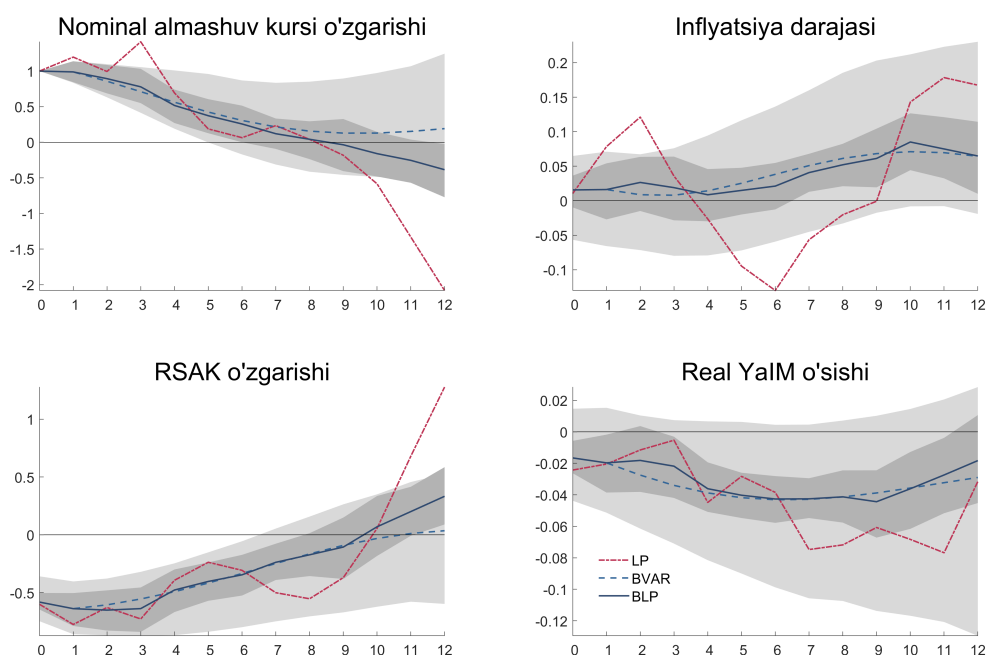 Nominal almashuv kursi o'zgarishi
1
0.5
0
-0.5
-1
-1.5
-2
0 1 2 3 4 5 6 7 8 9 10 11 12
Inflyatsiya darajasi
0.2
0.15
0.1
0.05
0
-0.05
-0.1
0 1 2 3 4 5 6 7 8 9 10 11 12
RSAK o'zgarishi
1
0.5
0
-0.5
0 1 2 3 4 5 6 7 8 9 10 11 12
Real YaIM o'sishi
0.02
0
-0.02
-0.04
-0.06
-0.08
-0.1
-0.12
LP
BVAR
BLP
0 1 2 3 4 5 6 7 8 9 10 11 12